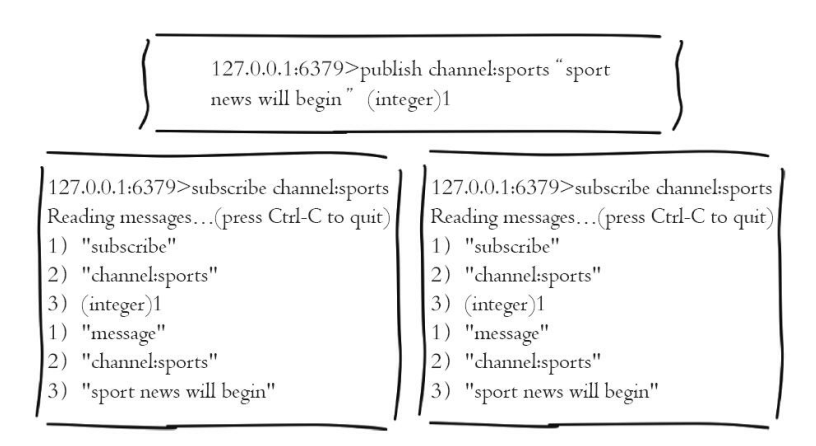 127.0.0.1:6379>publish channel:sports “sport
news will begin” (integer)1
127.0.0.1:6379>subscribe channel:sports
Reading messages…(press Ctrl-C to quit)
1) "subscribe"
2) "channel:sports"
3) (integer)1
1) "message"
2) "channel:sports"
3) "sport news will begin"
127.0.0.1:6379>subscribe channel:sports
Reading messages…(press Ctrl-C to quit)
1) "subscribe"
2) "channel:sports"
3) (integer)1
1) "message"
2) "channel:sports"
3) "sport news will begin"